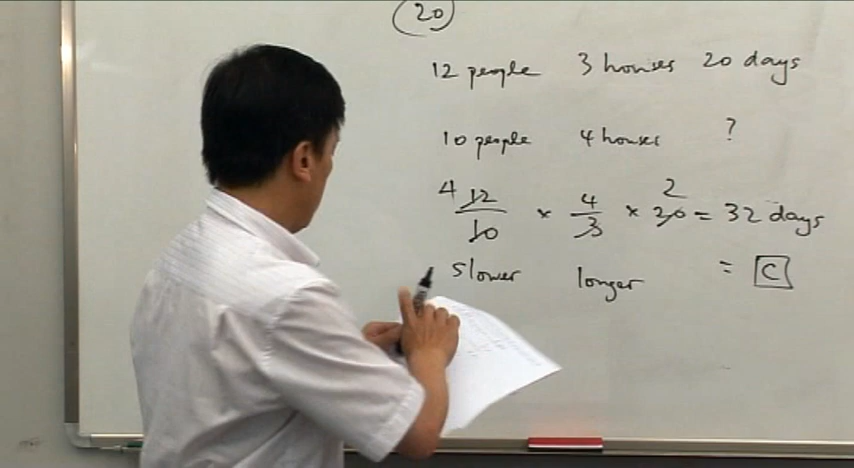 20
12 people 3 houses 20 days
10 people 4 houses ?
4 12/10 × 4/3 × 2 20 = 32 days
slower longer = C